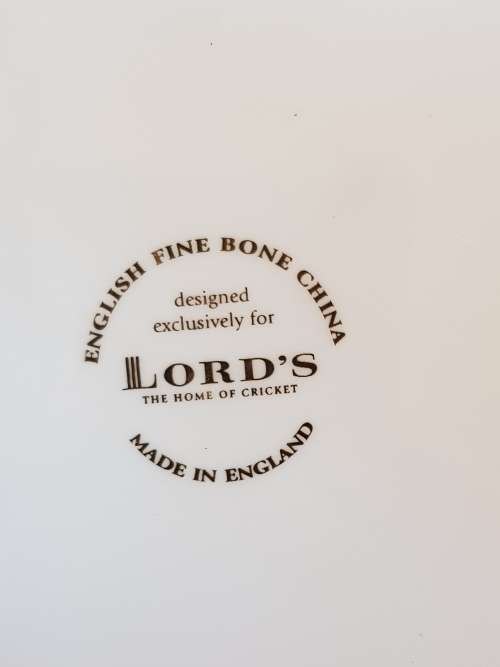 ENGLISH FINE BONE CHINA
designed
exclusively for
LORD'S
THE HOME OF CRICKET
MADE IN ENGLAND